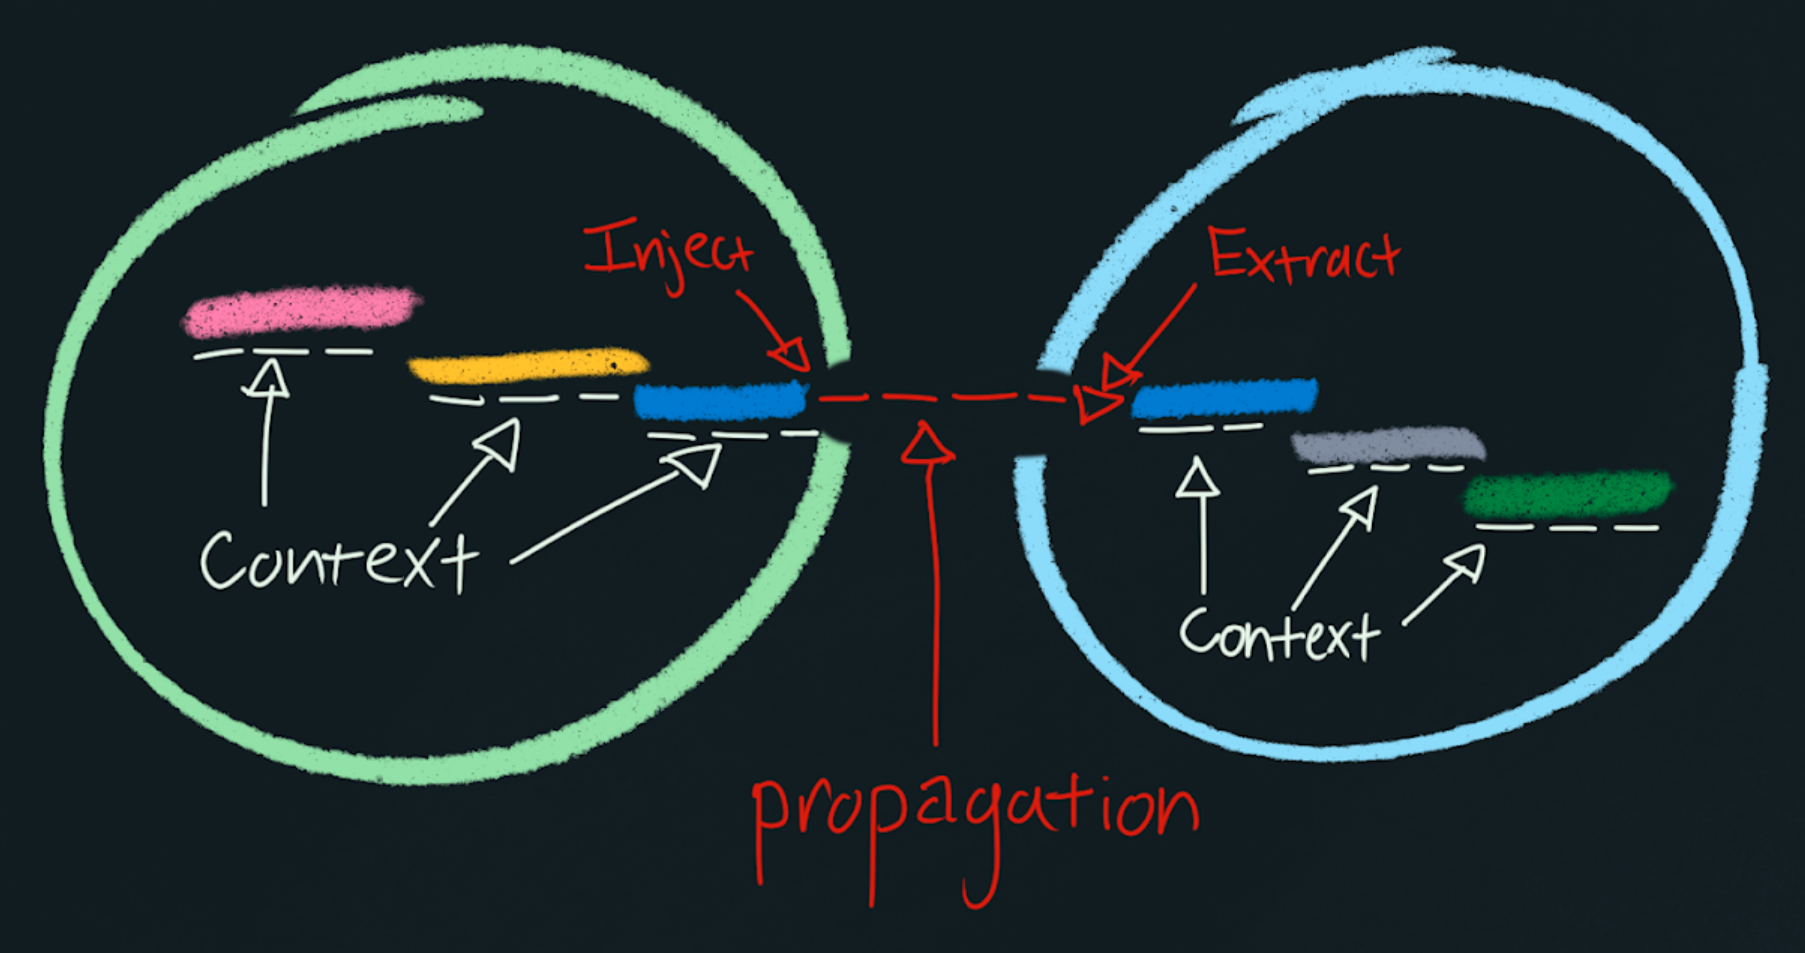 Inject
Extract
Context
Context
propagation